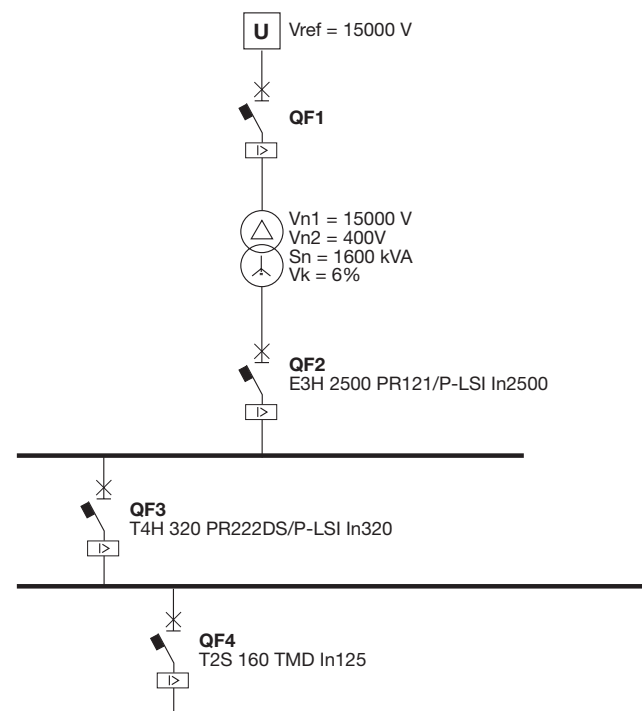 U
Vref = 15000 V
QF1
I>
Vn1 = 15000 V
Vn2 = 400V
Sn = 1600 kVA
Vk = 6%
QF2
E3H 2500 PR121/P-LSI In2500
I>
QF3
T4H 320 PR222DS/P-LSI In320
I>
QF4
T2S 160 TMD In125
I>